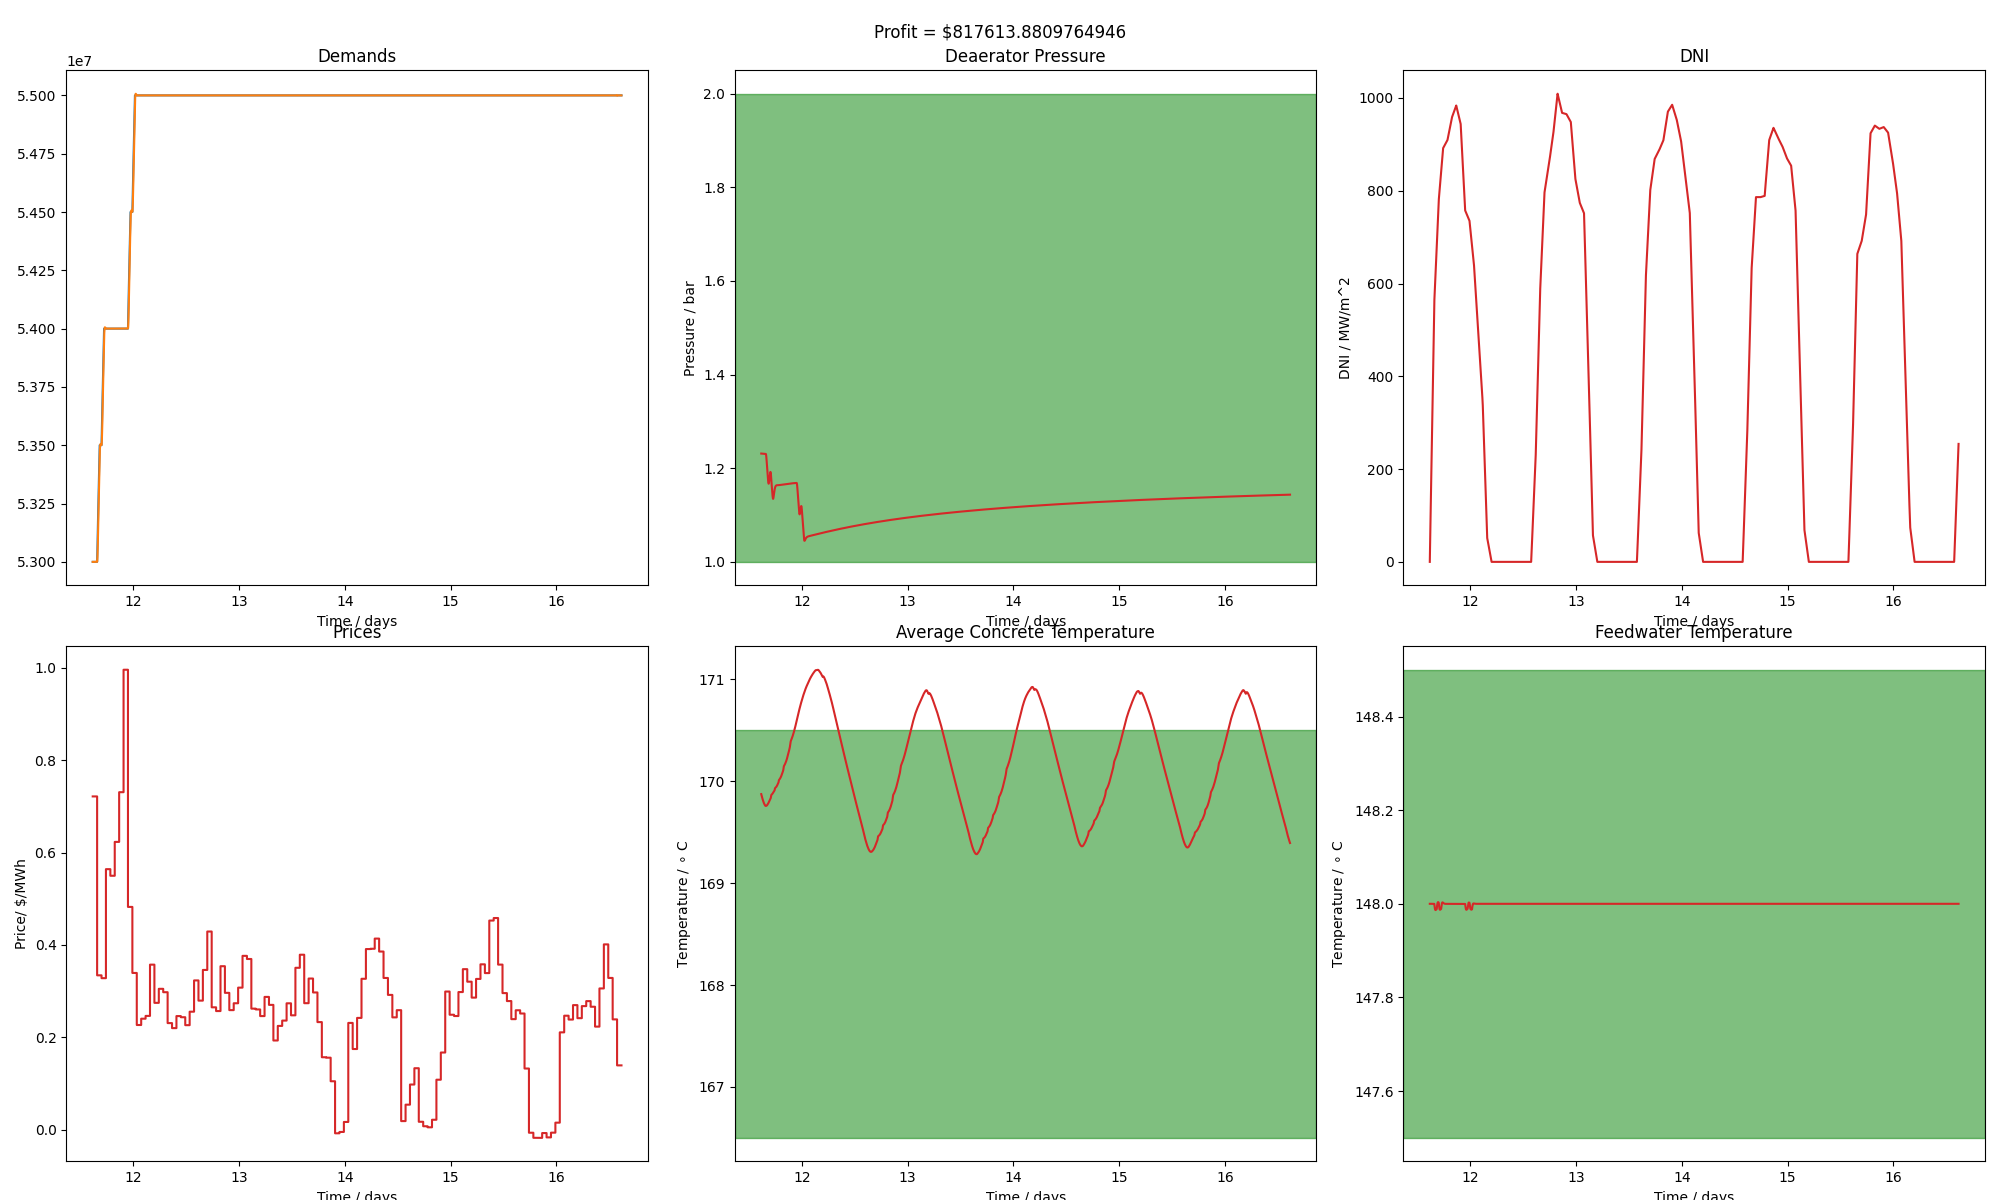 Profit = $817613.8809764946
Demands
1e7
5.500
5.475
5.450
5.425
5.400
5.375
5.350
5.325
5.300
12 13 14 15 16
Time / days
Deaerator Pressure
Pressure / bar
2.0
1.8
1.6
1.4
1.2
1.0
12 13 14 15 16
Time / days
DNI
DNI / MW/m^2
1000
800
600
400
200
0
12 13 14 15 16
Time / days
Prices
Price/ $/MWh
1.0
0.8
0.6
0.4
0.2
0.0
12 13 14 15 16
Time / days
Average Concrete Temperature
Temperature / ∘ C
171
170
169
168
167
12 13 14 15 16
Time / days
Feedwater Temperature
Temperature / ∘ C
148.4
148.2
148.0
147.8
147.6
12 13 14 15 16
Time / days